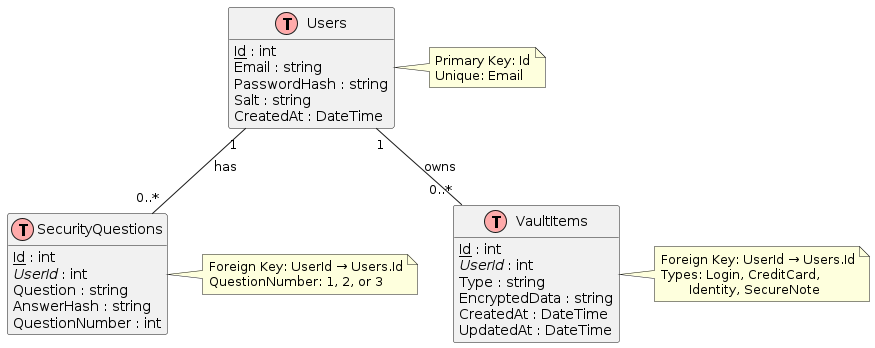 T Users
Id : int
Email : string
PasswordHash : string
Salt : string
CreatedAt : DateTime
Primary Key: Id
Unique: Email
1
1
has
owns
0..*
0..*
T SecurityQuestions
Id : int
UserId : int
Question : string
AnswerHash : string
QuestionNumber : int
Foreign Key: UserId → Users.Id
QuestionNumber: 1, 2, or 3
T VaultItems
Id : int
UserId : int
Type : string
EncryptedData : string
CreatedAt : DateTime
UpdatedAt : DateTime
Foreign Key: UserId → Users.Id
Types: Login, CreditCard,
Identity, SecureNote